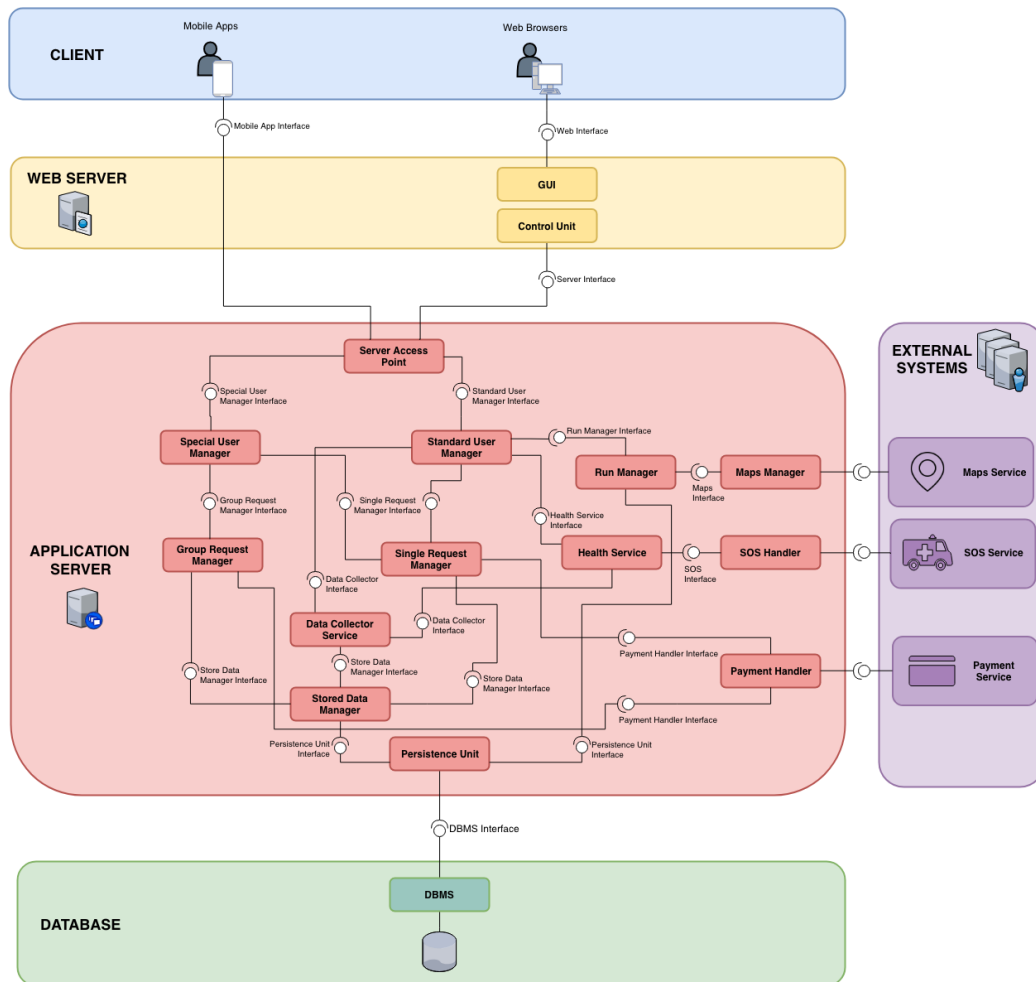 Mobile Apps
Web Browsers
CLIENT
Mobile App Interface
Web Interface
WEB SERVER
GUI
Control Unit
Server Interface
Server Access
Point
EXTERNAL
SYSTEMS
Special User
Manager Interface
Standard User
Manager Interface
Special User
Manager
Standard User
Manager
Run Manager Interface
Run Manager
Maps
Interface
Maps Manager
Maps Service
Group Request
Manager Interface
Single Request
Manager Interface
Health Service
Interface
APPLICATION
SERVER
Group Request
Manager
Single Request
Manager
Health Service
SOS
Interface
SOS Handler
SOS Service
Data Collector
Interface
Data Collector
Service
Data Collector
Interface
Payment Handler Interface
Store Data
Manager Interface
Store Data
Manager Interface
Store Data
Manager Interface
Payment Handler
Payment
Service
Stored Data
Manager
Payment Handler Interface
Persistence Unit
Interface
Persistence Unit
Persistence Unit
Interface
DBMS Interface
DBMS
DATABASE